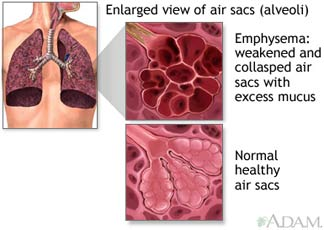 Enlarged view of air sacs (alveoli)
Emphysema:
weakened and
collasped air
sacs with
excess mucus
Normal
healthy
air sacs
A.D.A.M.